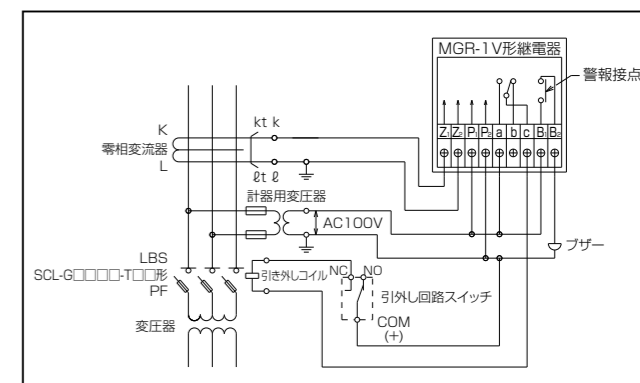 MGR-1V形継電器
警報接点
Z₁ Z₂ P₁ P₂ a b c B₁ B₂
K
kt k
零相変流器
L
ℓt ℓ
計器用変圧器
AC100V
ブザー
LBS
SCL-G□□□□-T□□形
PF
引き外しコイル
NC NO
引外し回路スイッチ
COM
(+)
変圧器